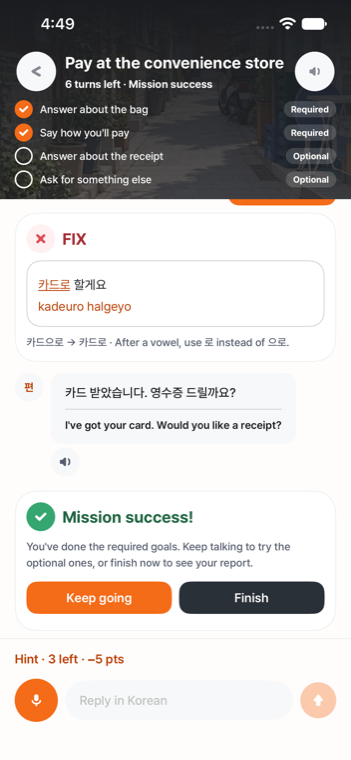 4:49
Pay at the convenience store
6 turns left · Mission success
Answer about the bag Required
Say how you'll pay Required
Answer about the receipt Optional
Ask for something else Optional
FIX
카드로 할게요
kadeuro halgeyo
카드으로 → 카드로 · After a vowel, use 로 instead of 으로.
편
카드 받았습니다. 영수증 드릴까요?
I've got your card. Would you like a receipt?
Mission success!
You've done the required goals. Keep talking to try the
optional ones, or finish now to see your report.
Keep going Finish
Hint · 3 left · −5 pts
Reply in Korean